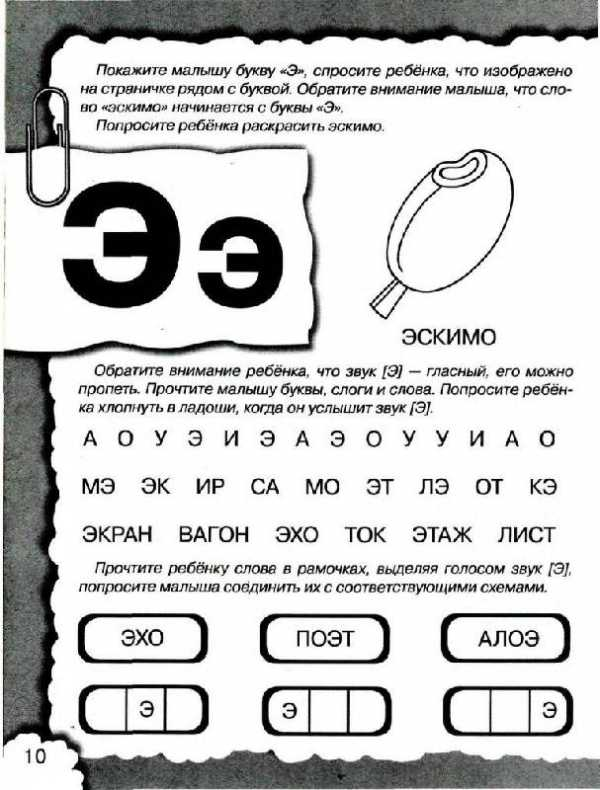 Покажите малышу букву «Э», спросите ребёнка, что изображено
на страничке рядом с буквой. Обратите внимание малыша, что сло-
во «эскимо» начинается с буквы «Э».
Попросите ребёнка раскрасить эскимо.
Ээ
ЭСКИМО
Обратите внимание ребёнка, что звук [Э] — гласный, его можно
пропеть. Прочтите малышу буквы, слоги и слова. Попросите ребён-
ка хлопнуть в ладоши, когда он услышит звук [Э].
А О У Э И Э А Э О У У И А О
МЭ ЭК ИР СА МО ЭТ ЛЭ ОТ КЭ
ЭКРАН ВАГОН ЭХО ТОК ЭТАЖ ЛИСТ
Прочтите ребёнку слова в рамочках, выделяя голосом звук [Э],
попросите малыша соединить их с соответствующими схемами.
ЭХО ПОЭТ АЛОЭ
Э Э Э
10